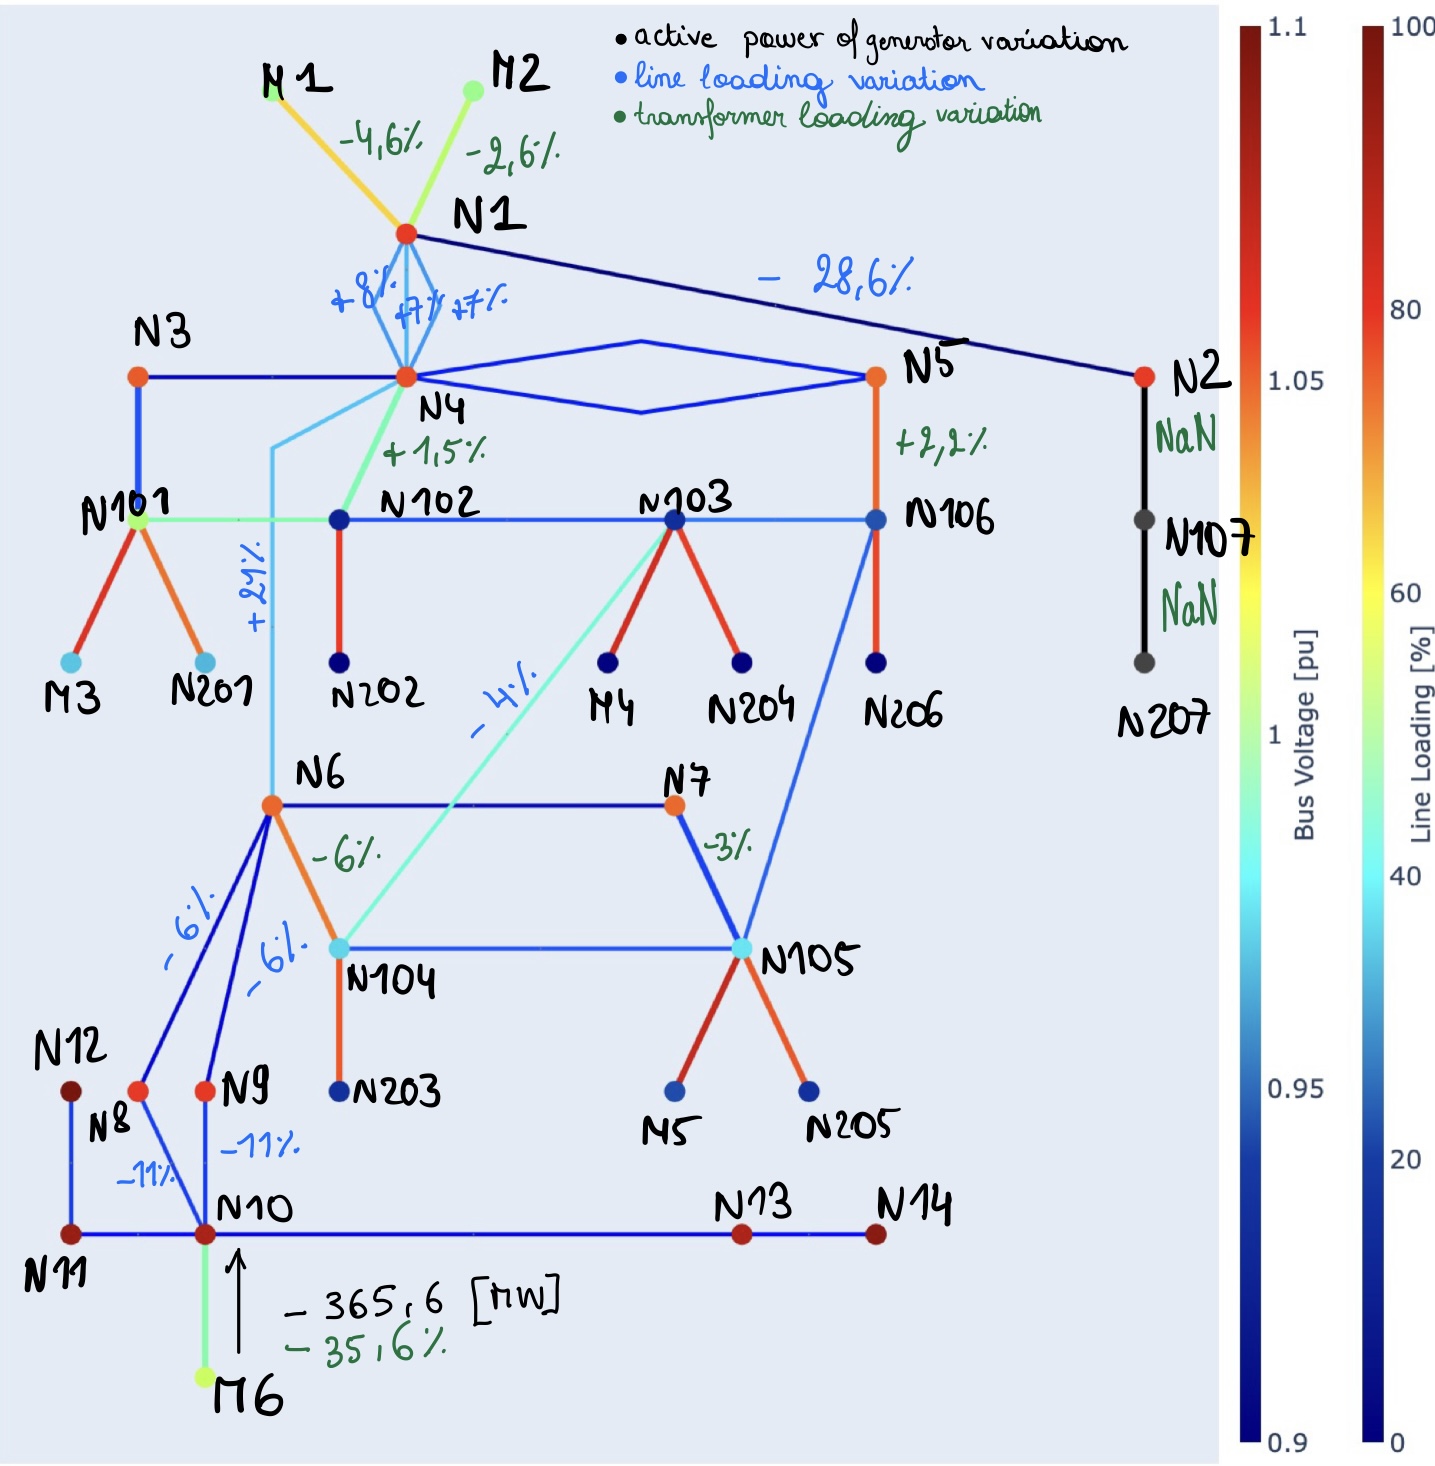 • active power of generator variation
• line loading variation
• transformer loading variation
M1
M2
-4,6%
-2,6%
N1
+8%
+7%
+7%
- 28,6%
N3
N4
N5
N2
+1,5%
+2,2%
NaN
N101
N102
N103
N106
N107
+21%
NaN
M3
N201
N202
M4
N204
N206
N207
-4%
N6
N7
-6%
-3%
-6%
-6%
N104
N105
N12
N8
N9
N203
M5
N205
-11%
-11%
N10
N13
N14
N11
- 365,6 [MW]
- 35,6%
M6
1.1
1.05
1
0.95
0.9
Bus Voltage [pu]
100
80
60
40
20
0
Line Loading [%]